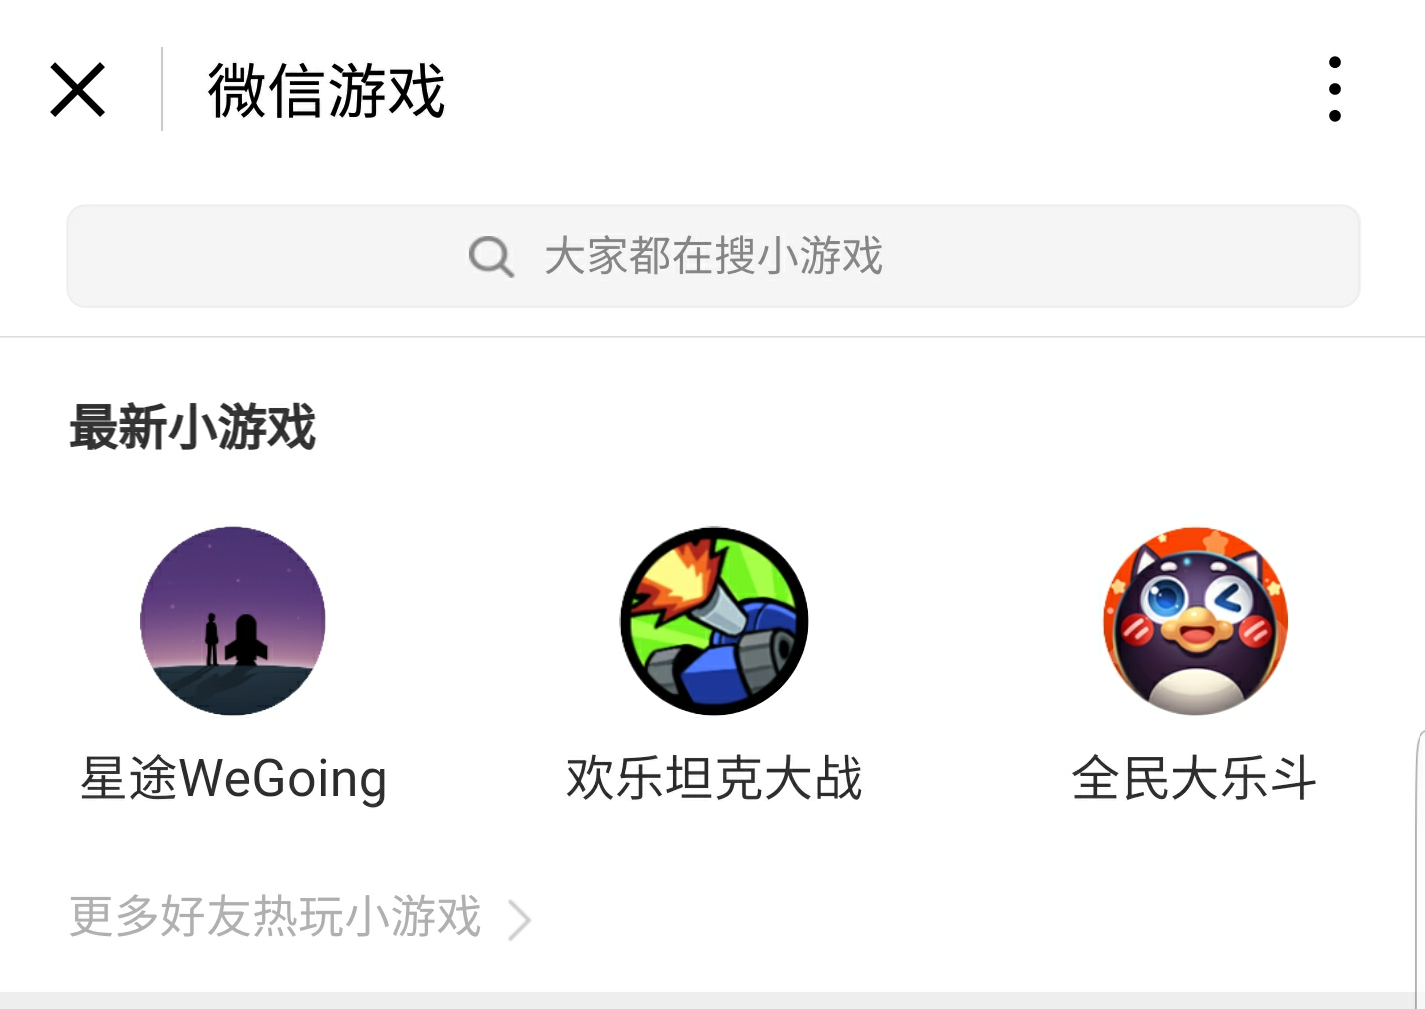 微信游戏
大家都在搜小游戏
最新小游戏
星途WeGoing
欢乐坦克大战
全民大乐斗
更多好友热玩小游戏